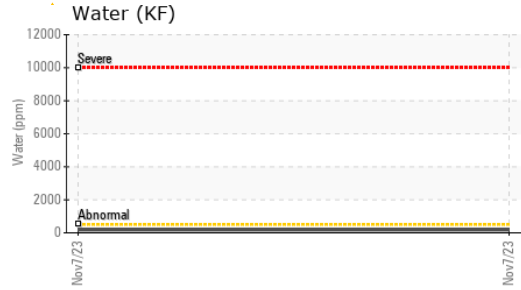 Water (KF)
12000
Severe
10000
8000
Water (ppm)
6000
4000
2000
Abnormal
0
Nov7/23
Nov7/23